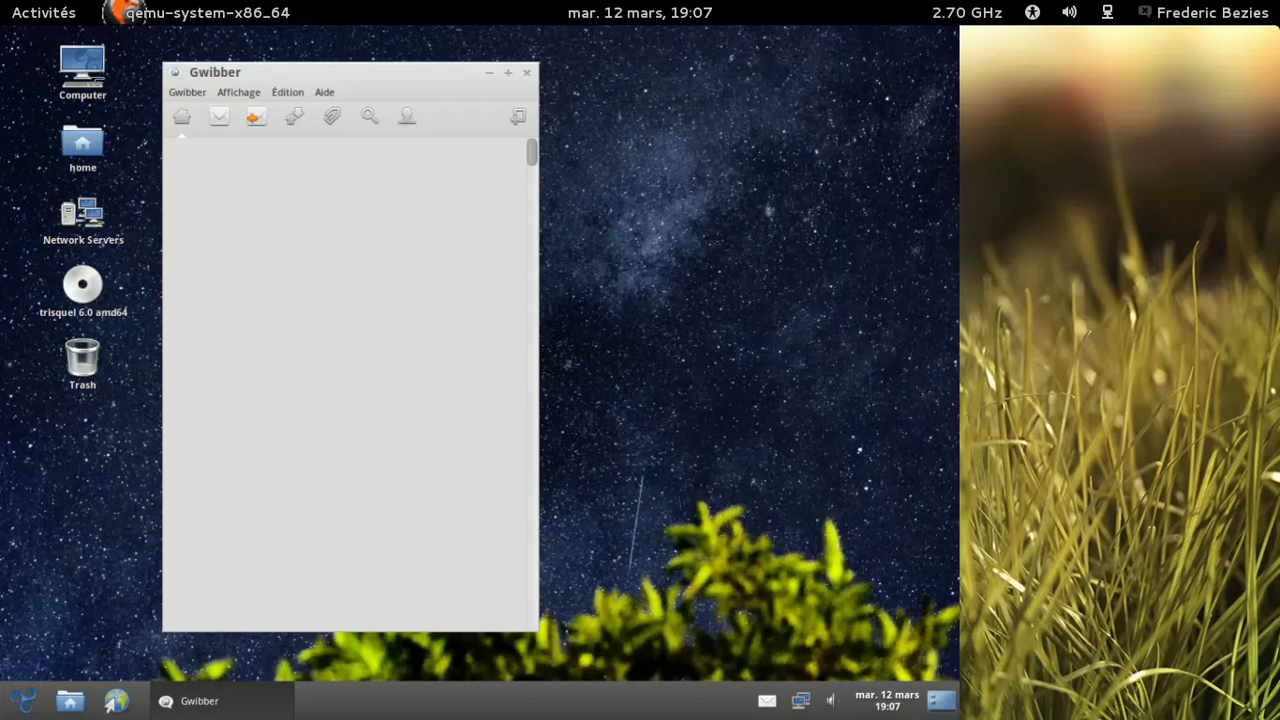 Activités qemu-system-x86_64 mar. 12 mars, 19:07 2.70 GHz Frederic Bezies
Computer
home
Network Servers
trisquel 6.0 amd64
Trash
Gwibber
Gwibber Affichage Édition Aide
Gwibber
mar. 12 mars
19:07